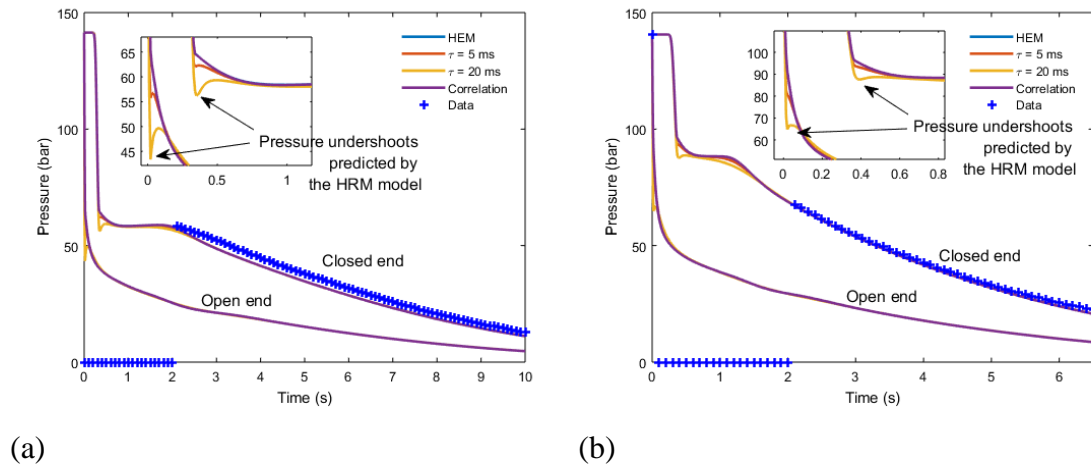 150
100
50
0
Pressure (bar)
0 1 2 3 4 5 6 7 8 9 10
Time (s)
65
60
55
50
45
0 0.5 1
HEM
τ = 5 ms
τ = 20 ms
Correlation
Data
Pressure undershoots
predicted by
the HRM model
Closed end
Open end
(a)
150
100
50
0
Pressure (bar)
0 1 2 3 4 5 6
Time (s)
100
90
80
70
60
0 0.2 0.4 0.6 0.8
HEM
τ = 5 ms
τ = 20 ms
Correlation
Data
Pressure undershoots
predicted by
the HRM model
Closed end
Open end
(b)